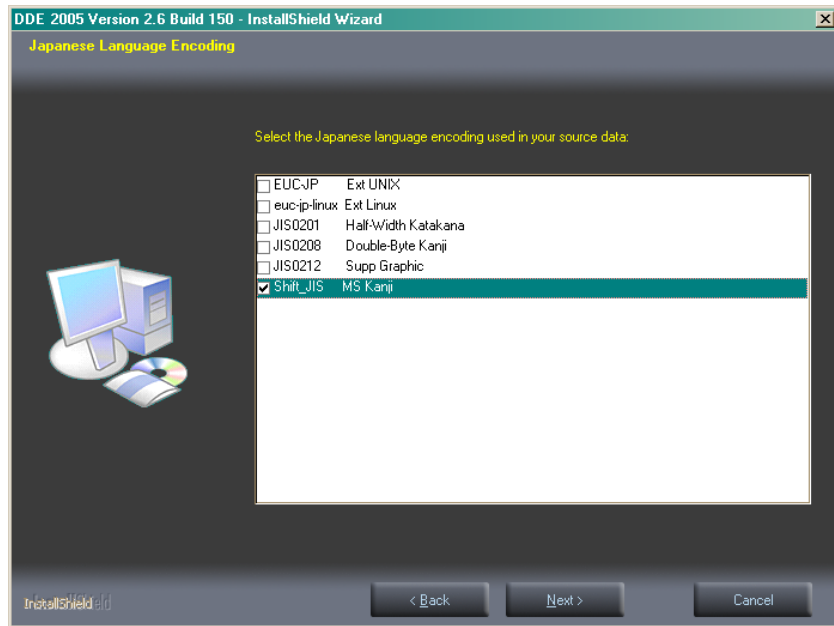 DDE 2005 Version 2.6 Build 150 - InstallShield Wizard
Japanese Language Encoding
Select the Japanese language encoding used in your source data:
EUC-JP Ext UNIX
euc-jp-linux Ext Linux
JIS0201 Half-Width Katakana
JIS0208 Double-Byte Kanji
JIS0212 Supp Graphic
Shift_JIS MS Kanji
InstallShield
< Back Next > Cancel